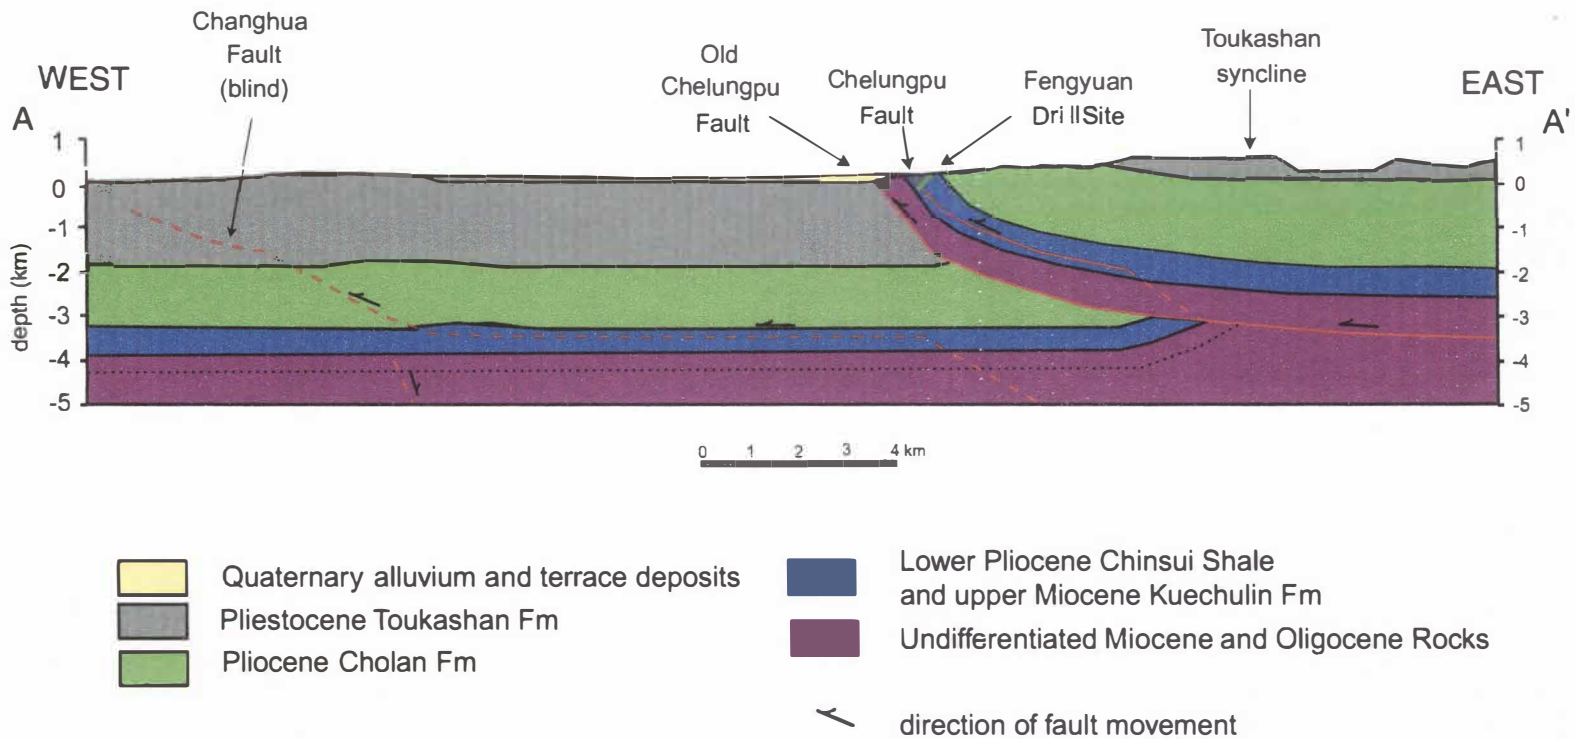 Changhua
Fault
(blind)
Old
Chelungpu
Fault
Chelungpu
Fault
Fengyuan
Drill Site
Toukashan
syncline
WEST
EAST
A
A'
1
0
-1
-2
-3
-4
-5
depth (km)
1
0
-1
-2
-3
-4
-5
0 1 2 3 4 km
Quaternary alluvium and terrace deposits
Pliestocene Toukashan Fm
Pliocene Cholan Fm
Lower Pliocene Chinsui Shale
and upper Miocene Kuechulin Fm
Undifferentiated Miocene and Oligocene Rocks
direction of fault movement